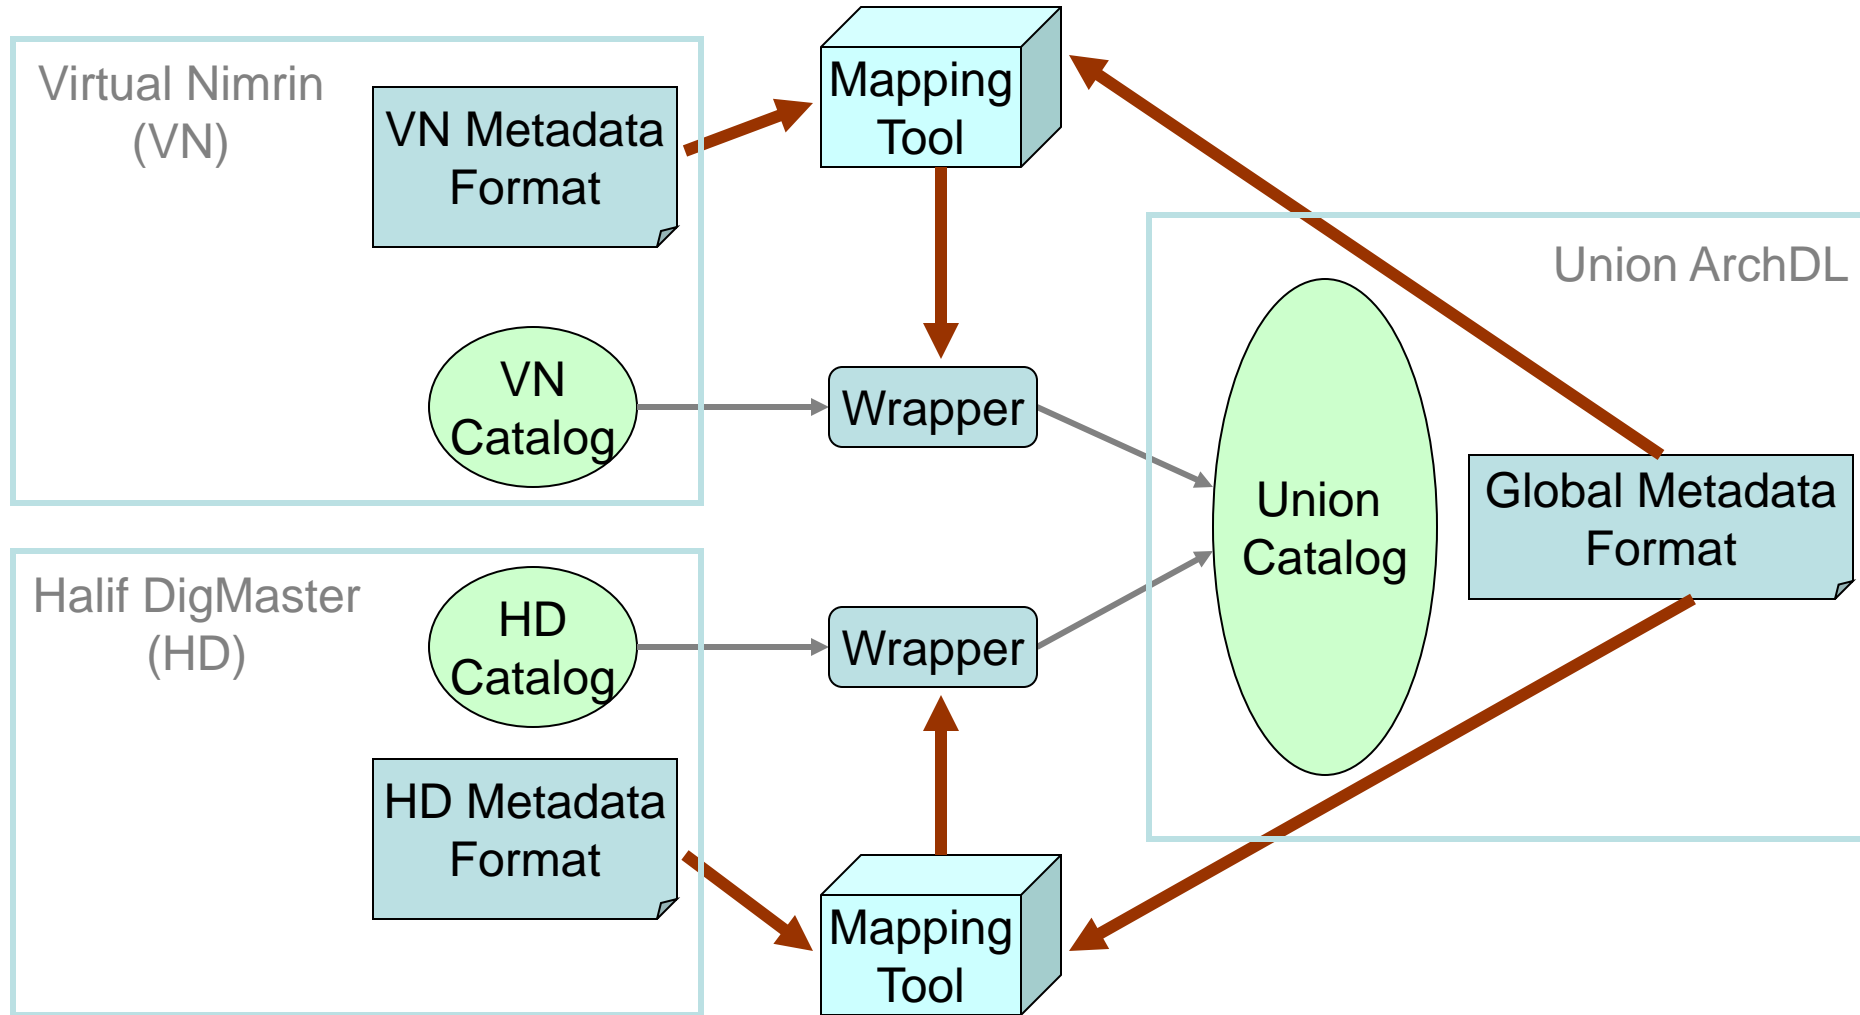 Virtual Nimrin
(VN)
VN Metadata
Format
Mapping
Tool
Union ArchDL
VN
Catalog
Wrapper
Union
Catalog
Global Metadata
Format
Halif DigMaster
(HD)
HD
Catalog
Wrapper
HD Metadata
Format
Mapping
Tool